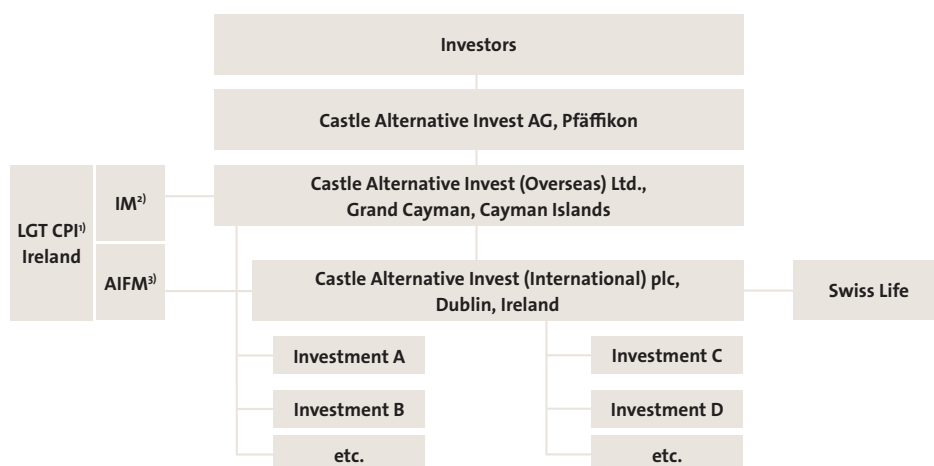 Investors
Castle Alternative Invest AG, Pfäffikon
Castle Alternative Invest (Overseas) Ltd.,
Grand Cayman, Cayman Islands
LGT CPI¹⁾
Ireland
IM²⁾
AIFM³⁾
Castle Alternative Invest (International) plc,
Dublin, Ireland
Swiss Life
Investment A
Investment C
Investment B
Investment D
etc.
etc.